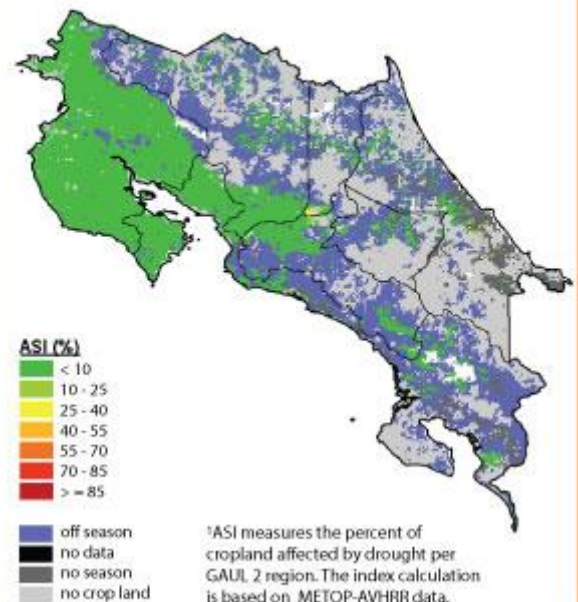 ASI (%)
< 10
10 - 25
25 - 40
40 - 55
55 - 70
70 - 85
> = 85
off season
no data
no season
no crop land
¹ASI measures the percent of
cropland affected by drought per
GAUL 2 region. The index calculation
is based on METOP-AVHRR data.